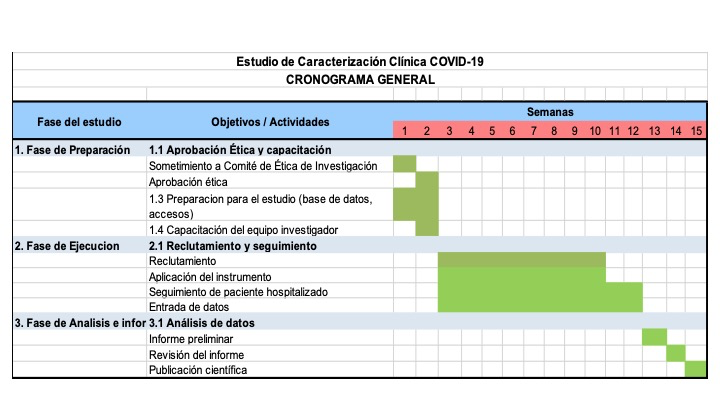 Estudio de Caracterización Clínica COVID-19
CRONOGRAMA GENERAL
Fase del estudio Objetivos / Actividades Semanas
1 2 3 4 5 6 7 8 9 10 11 12 13 14 15
1. Fase de Preparación 1.1 Aprobación Ética y capacitación
Sometimiento a Comité de Ética de Investigación
Aprobación ética
1.3 Preparacion para el estudio (base de datos,
accesos)
1.4 Capacitación del equipo investigador
2. Fase de Ejecucion 2.1 Reclutamiento y seguimiento
Reclutamiento
Aplicación del instrumento
Seguimiento de paciente hospitalizado
Entrada de datos
3. Fase de Analisis e infor 3.1 Análisis de datos
Informe preliminar
Revisión del informe
Publicación científica